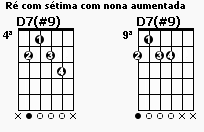 Ré com sétima com nona aumentada
D7(#9) D7(#9)
4ª 9ª
1 1
2 3 2 3 4
4
X X X X